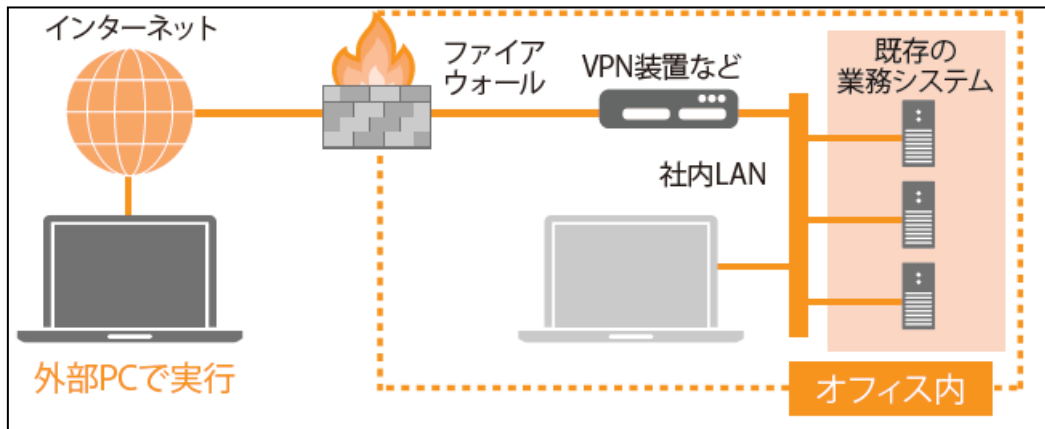 インターネット
ファイア
ウォール
VPN装置など
既存の
業務システム
社内LAN
外部PCで実行
オフィス内